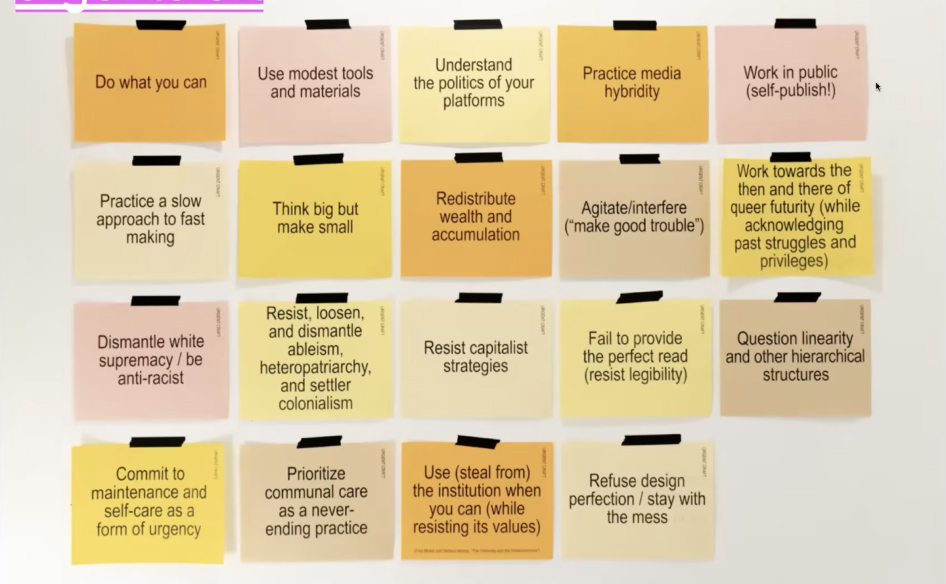 Do what you can
Use modest tools
and materials
Understand
the politics of your
platforms
Practice media
hybridity
Work in public
(self-publish!)
Practice a slow
approach to fast
making
Think big but
make small
Redistribute
wealth and
accumulation
Agitate/interfere
(“make good trouble”)
Work towards the
then and there of
queer futurity (while
acknowledging
past struggles and
privileges)
Dismantle white
supremacy / be
anti-racist
Resist, loosen,
and dismantle
ableism,
heteropatriarchy,
and settler
colonialism
Resist capitalist
strategies
Fail to provide
the perfect read
(resist legibility)
Question linearity
and other hierarchical
structures
Commit to
maintenance and
self-care as a
form of urgency
Prioritize
communal care
as a never-
ending practice
Use (steal from)
the institution when
you can (while
resisting its values)
Refuse design
perfection / stay with
the mess